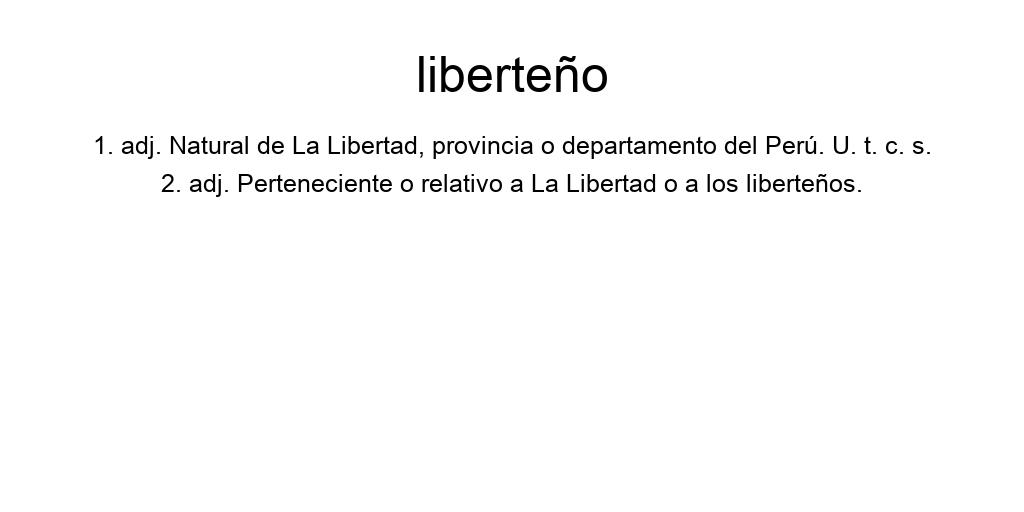 liberteño
1. adj. Natural de La Libertad, provincia o departamento del Perú. U. t. c. s.
2. adj. Perteneciente o relativo a La Libertad o a los liberteños.